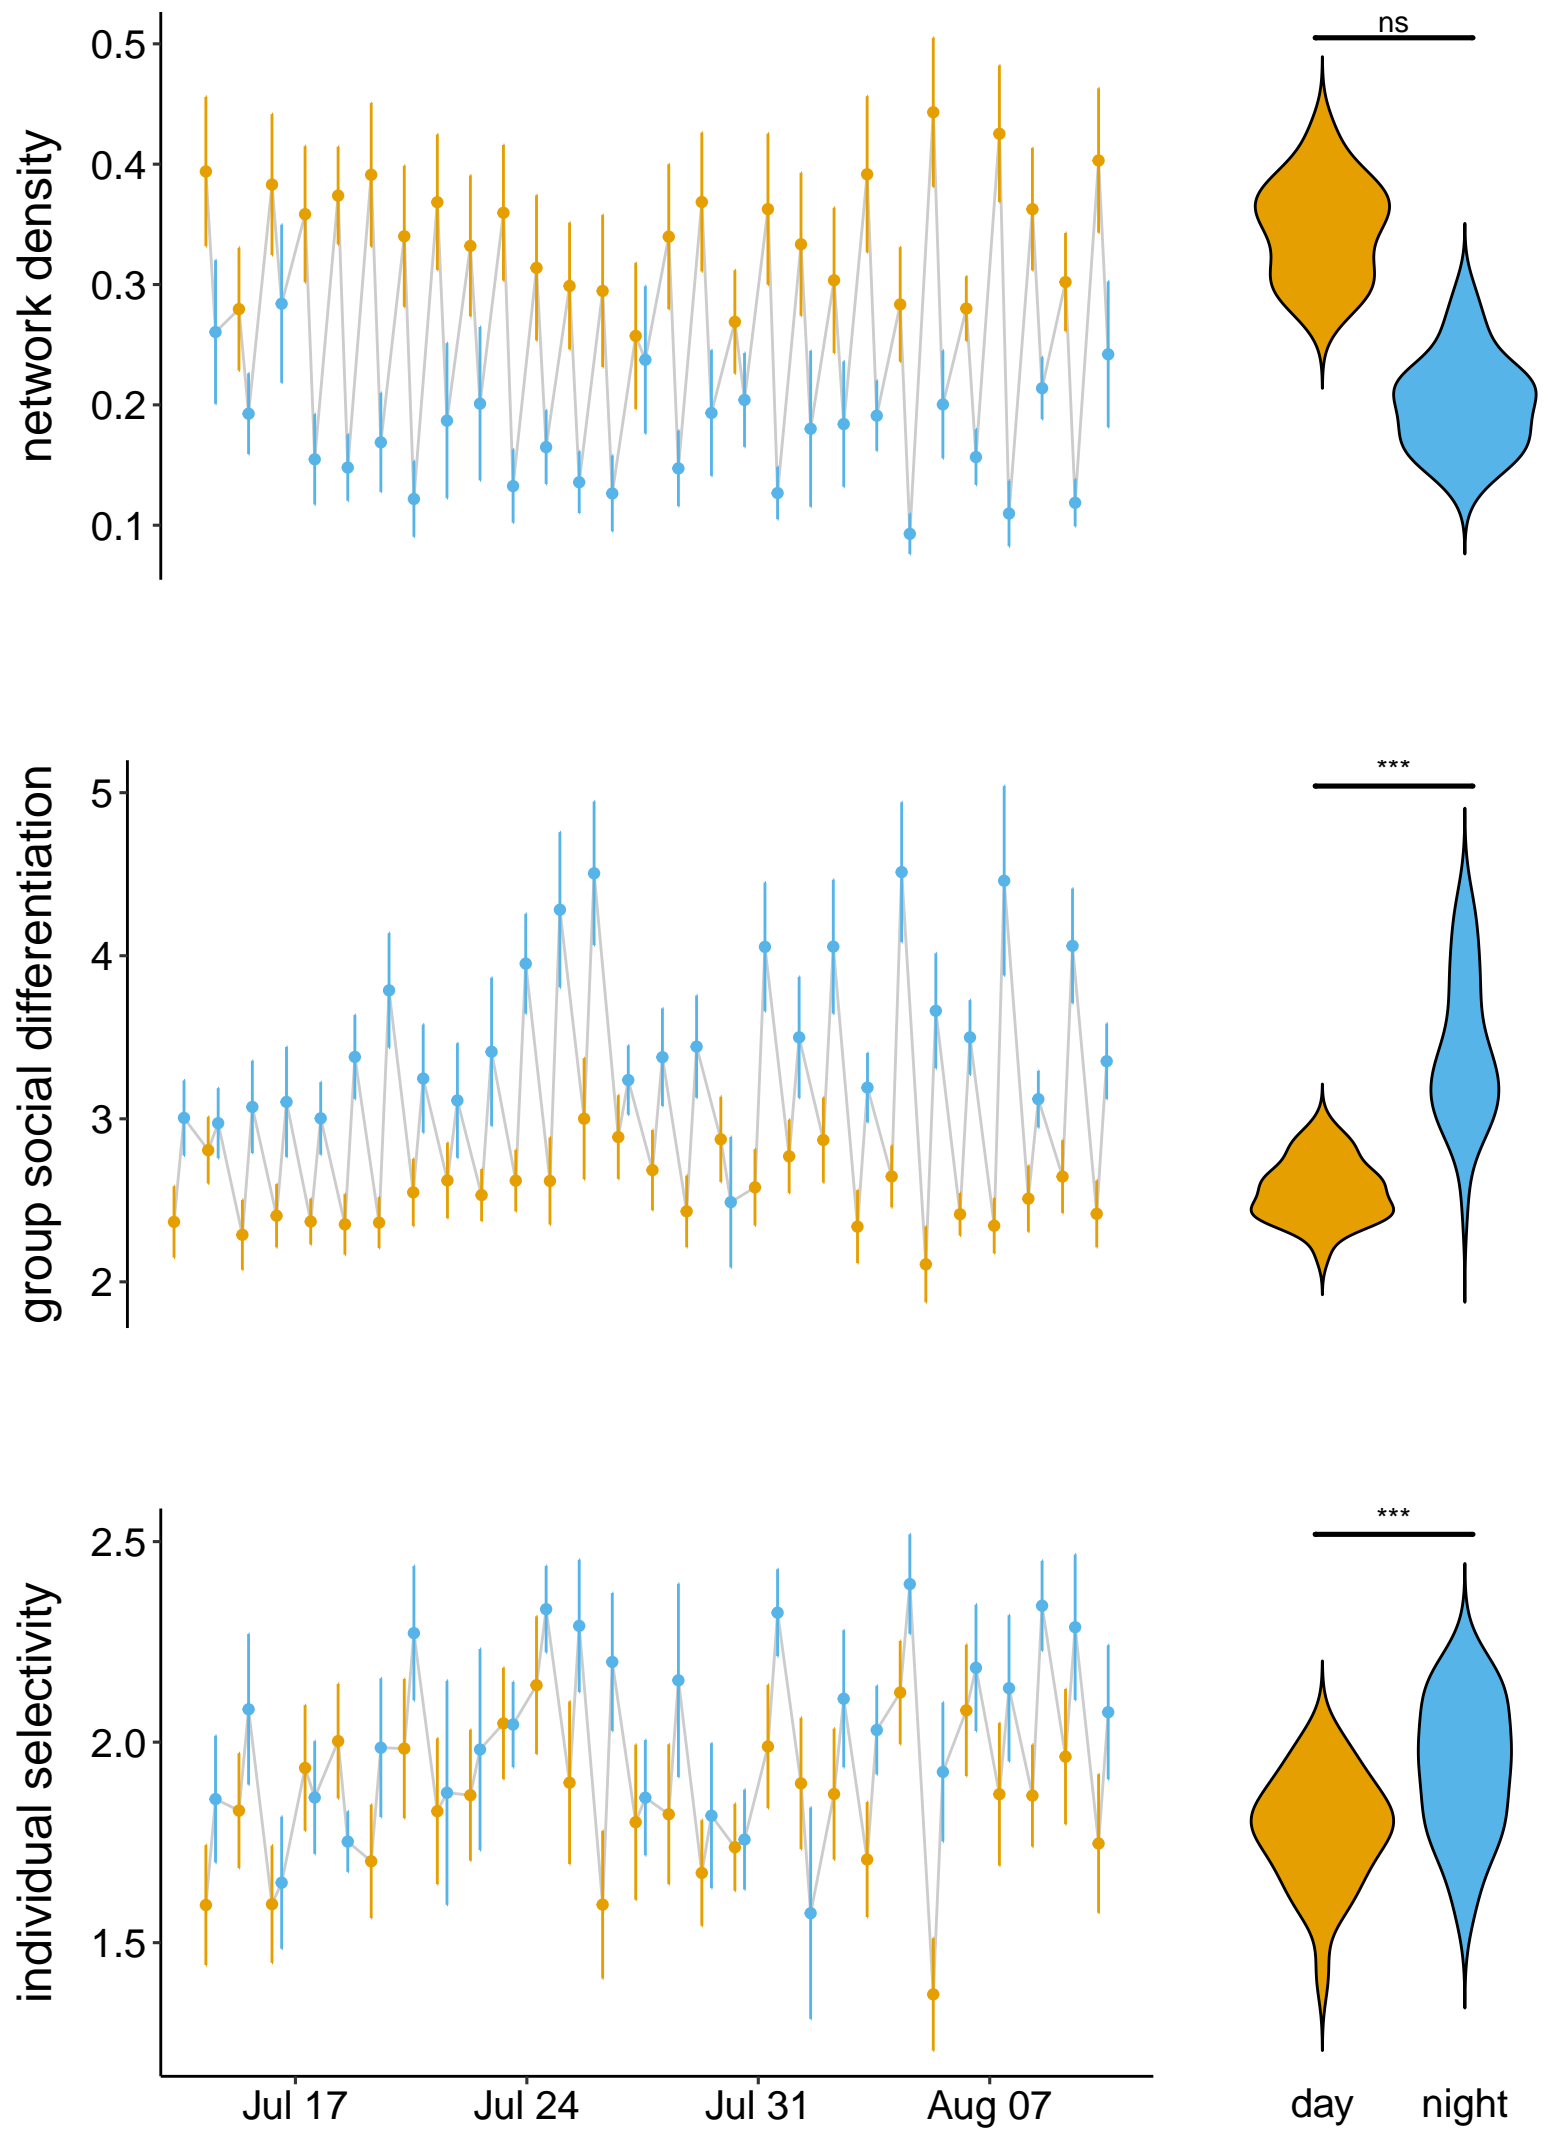 network density
0.5
0.4
0.3
0.2
0.1
ns
group social differentiation
5
4
3
2
***
individual selectivity
2.5
2.0
1.5
***
Jul 17 Jul 24 Jul 31 Aug 07
day night